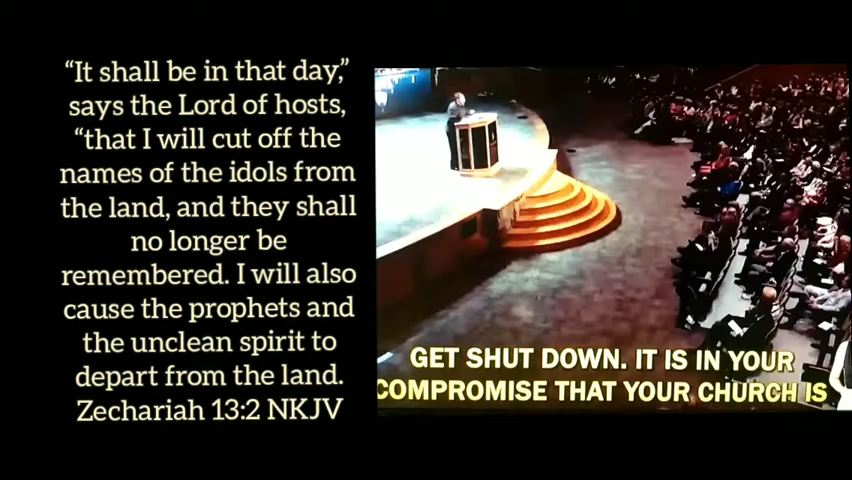 “It shall be in that day,”
says the Lord of hosts,
“that I will cut off the
names of the idols from
the land, and they shall
no longer be
remembered. I will also
cause the prophets and
the unclean spirit to
depart from the land.
Zechariah 13:2 NKJV
GET SHUT DOWN. IT IS IN YOUR
COMPROMISE THAT YOUR CHURCH IS